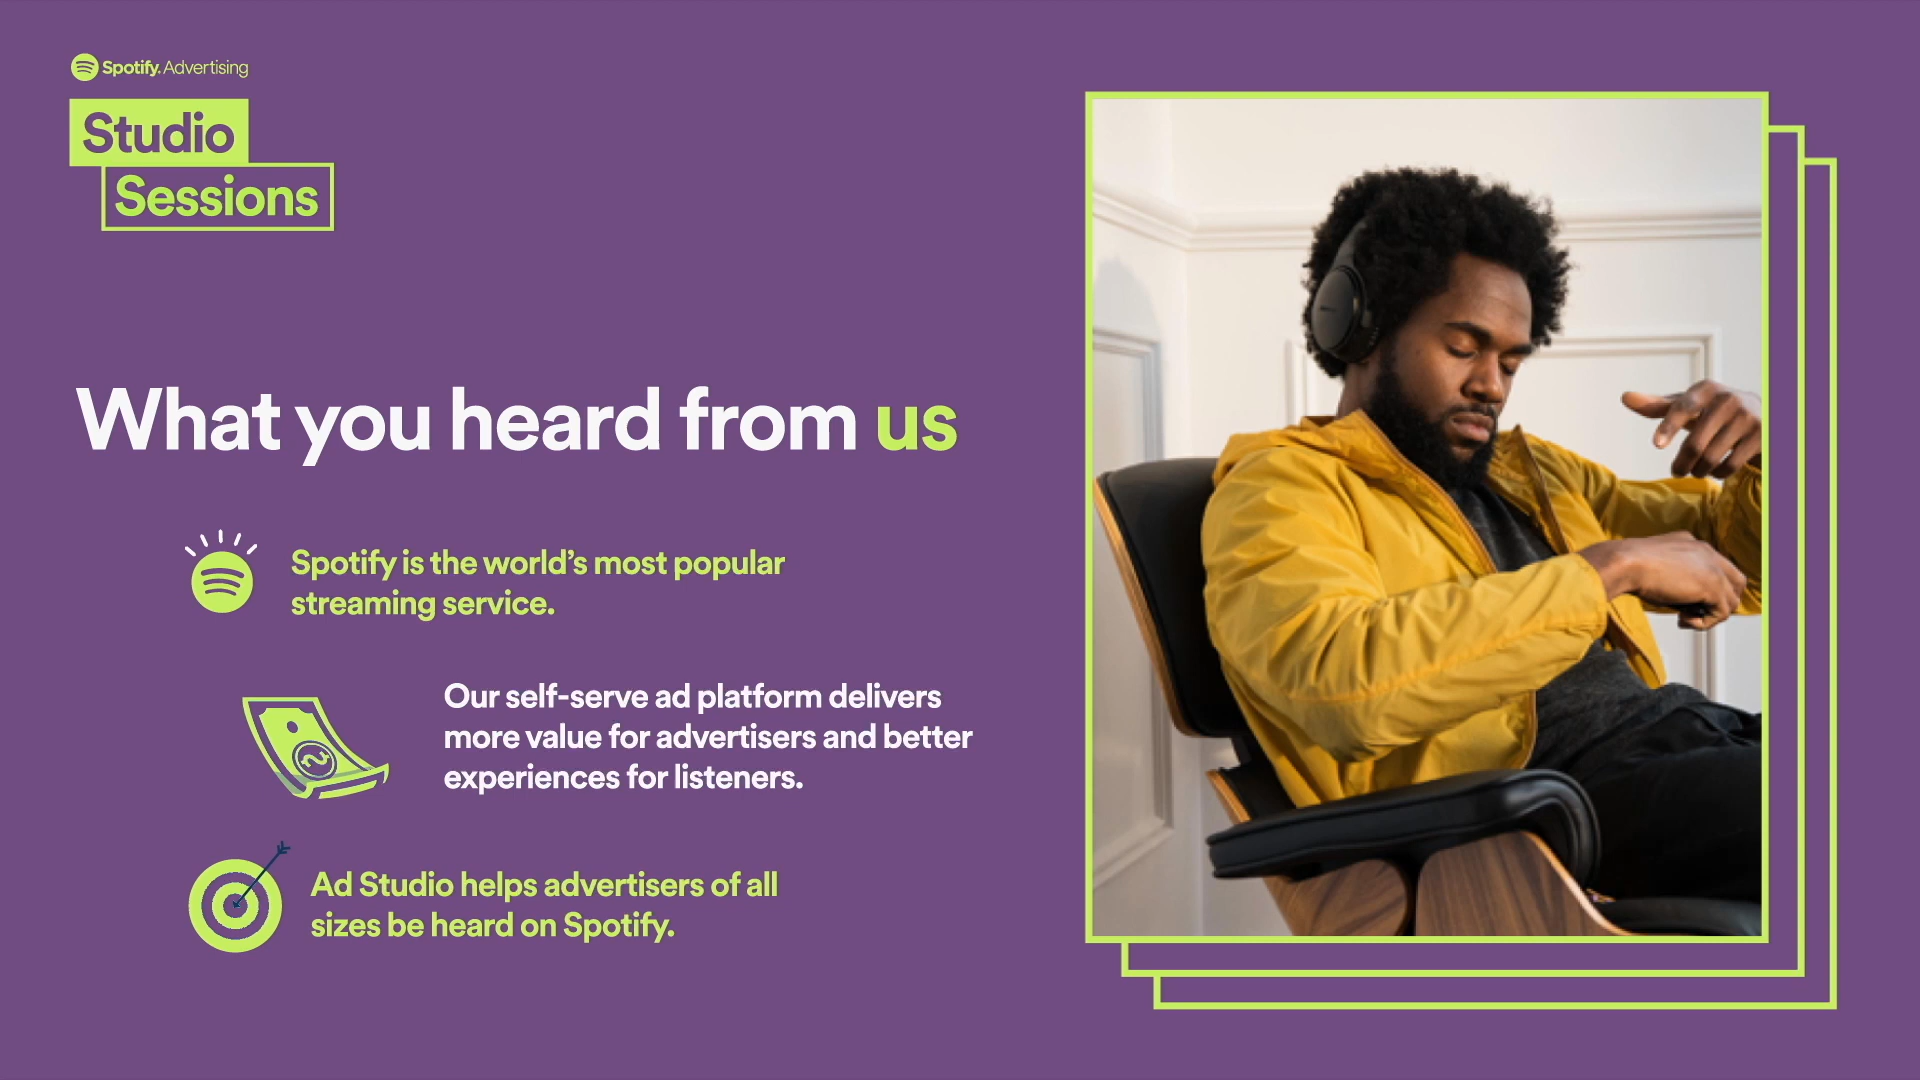 Spotify. Advertising
Studio
Sessions
What you heard from us
Spotify is the world’s most popular
streaming service.
Our self-serve ad platform delivers
more value for advertisers and better
experiences for listeners.
Ad Studio helps advertisers of all
sizes be heard on Spotify.